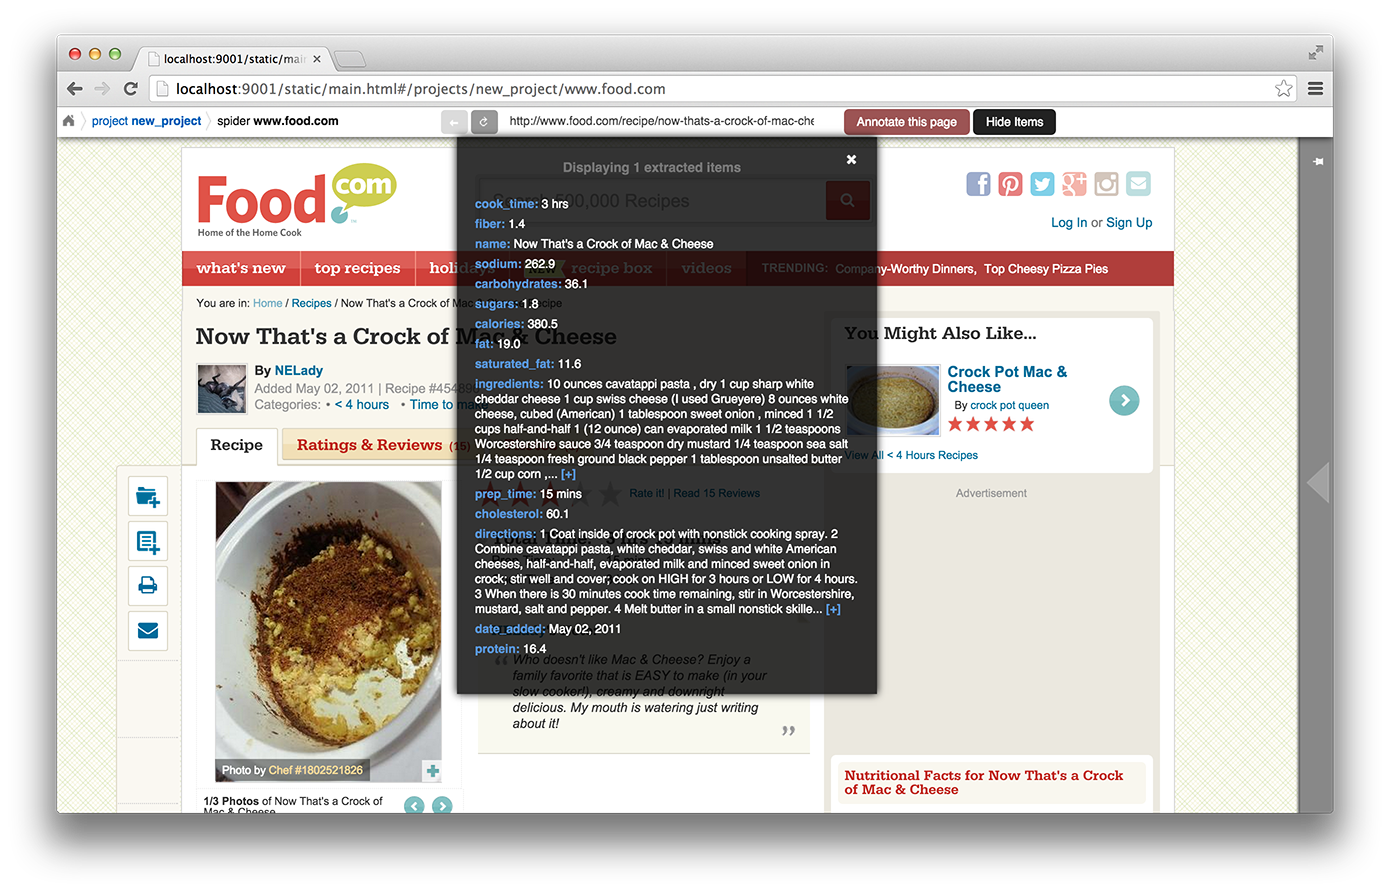 localhost:9001/static/mai
localhost:9001/static/main.html#/projects/new_project/www.food.com
project new_project spider www.food.com
http://www.food.com/recipe/now-thats-a-crock-of-mac-che
Annotate this page
Hide Items
Displaying 1 extracted items
cook_time: 3 hrs
fiber: 1.4
name: Now That's a Crock of Mac & Cheese
sodium: 262.9
carbohydrates: 36.1
sugars: 1.8
calories: 380.5
fat: 19.0
saturated_fat: 11.6
ingredients: 10 ounces cavatappi pasta , dry 1 cup sharp white
cheddar cheese 1 cup swiss cheese (I used Grueyere) 8 ounces white
cheese, cubed (American) 1 tablespoon sweet onion , minced 1 1/2
cups half-and-half 1 (12 ounce) can evaporated milk 1 1/2 teaspoons
Worcestershire sauce 3/4 teaspoon dry mustard 1/4 teaspoon sea salt
1/4 teaspoon fresh ground black pepper 1 tablespoon unsalted butter
1/2 cup corn ,... [+]
prep_time: 15 mins
cholesterol: 60.1
directions: 1 Coat inside of crock pot with nonstick cooking spray. 2
Combine cavatappi pasta, white cheddar, swiss and white American
cheeses, half-and-half, evaporated milk and minced sweet onion in
crock; stir well and cover; cook on HIGH for 3 hours or LOW for 4 hours.
3 When there is 30 minutes cook time remaining, stir in Worcestershire,
mustard, salt and pepper. 4 Melt butter in a small nonstick skille... [+]
date_added: May 02, 2011
protein: 16.4
Food.com
Home of the Home Cook
,000 Recipes
Log In or Sign Up
what's new top recipes holidays recipe box videos TRENDING: Company-Worthy Dinners, Top Cheesy Pizza Pies
You are in: Home / Recipes / Now That's a Crock of Mac & Cheese Recipe
Now That's a Crock of Mac & Cheese
By NELady
Added May 02, 2011 | Recipe #45489
Categories: • < 4 hours • Time to make
Recipe
Ratings & Reviews (15)
Rate it! | Read 15 Reviews
Who doesn't like Mac & Cheese? Enjoy a
family favorite that is EASY to make (in your
slow cooker!), creamy and downright
delicious. My mouth is watering just writing
about it!
Photo by Chef #1802521826
1/3 Photos of Now That's a Crock of
Mac & Cheese
You Might Also Like...
Crock Pot Mac &
Cheese
By crock pot queen
View All < 4 Hours Recipes
Advertisement
Nutritional Facts for Now That's a Crock
of Mac & Cheese